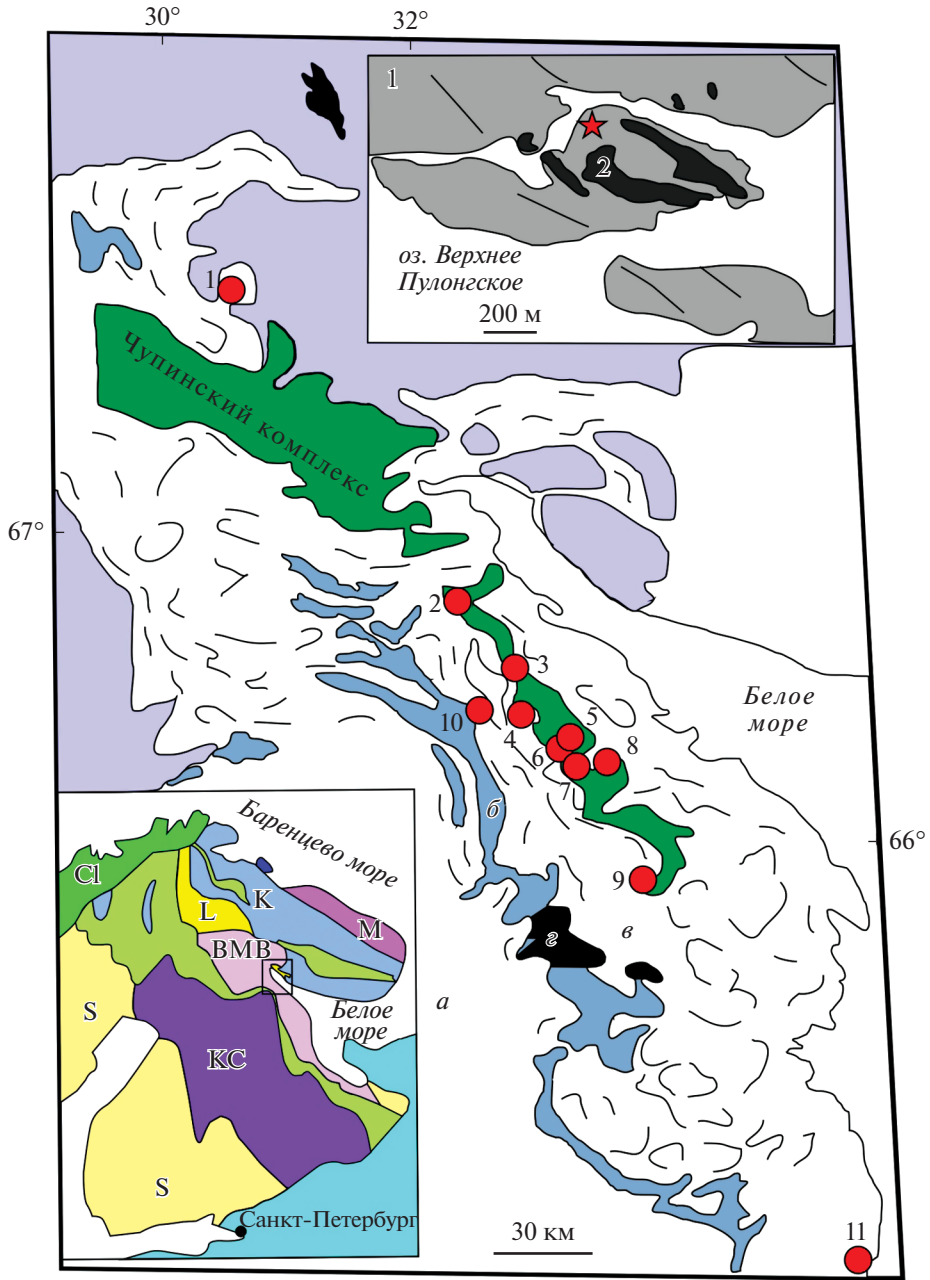 30°
32°
1
2
оз. Верхнее
Пулонгское
200 м
1
Чупинский комплекс
67°
2
3
Белое
море
10
4
5
6
8
7
б
66°
9
г
в
а
Баренцево море
Cl
K
L
M
BMB
Белое
море
S
КС
S
Санкт-Петербург
30 км
11